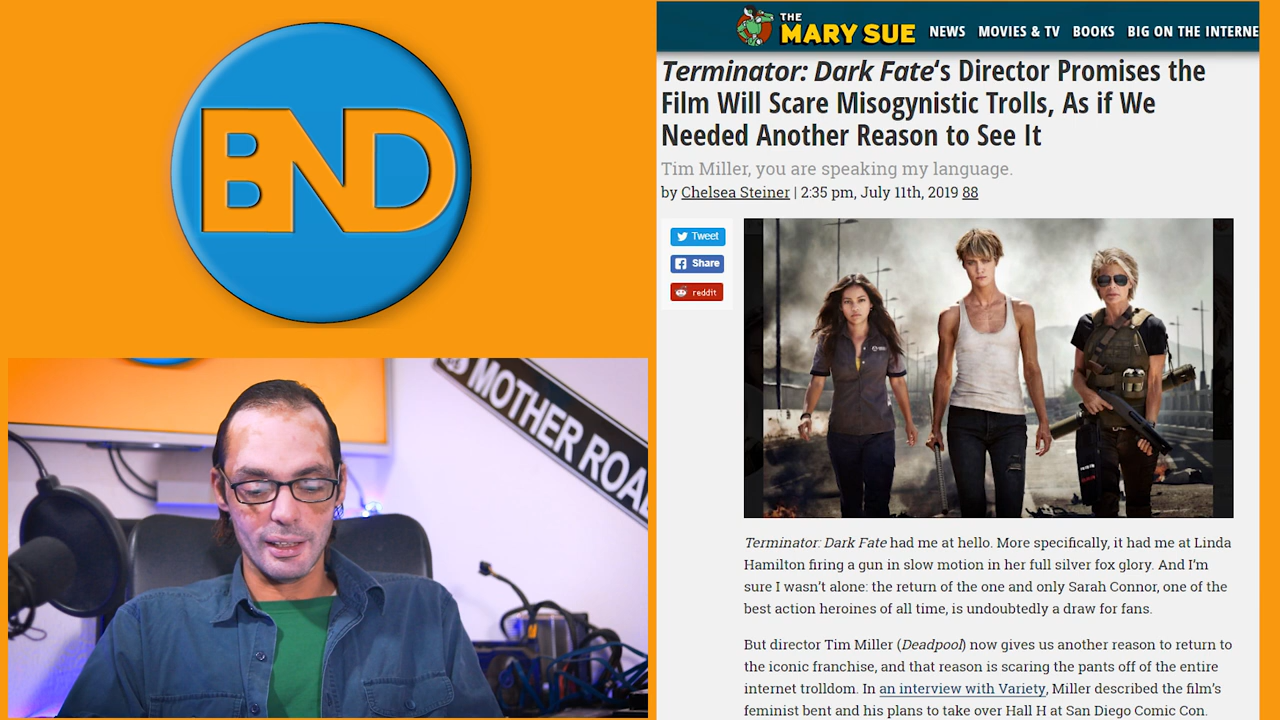 BND
MOTHER ROA
THE
MARY SUE
NEWS MOVIES & TV BOOKS BIG ON THE INTERNE
Terminator: Dark Fate‘s Director Promises the
Film Will Scare Misogynistic Trolls, As if We
Needed Another Reason to See It
Tim Miller, you are speaking my language.
by Chelsea Steiner | 2:35 pm, July 11th, 2019 88
Tweet
Share
reddit
Terminator: Dark Fate had me at hello. More specifically, it had me at Linda
Hamilton firing a gun in slow motion in her full silver fox glory. And I’m
sure I wasn’t alone: the return of the one and only Sarah Connor, one of the
best action heroines of all time, is undoubtedly a draw for fans.
But director Tim Miller (Deadpool) now gives us another reason to return to
the iconic franchise, and that reason is scaring the pants off of the entire
internet trolldom. In an interview with Variety, Miller described the film’s
feminist bent and his plans to take over Hall H at San Diego Comic Con.